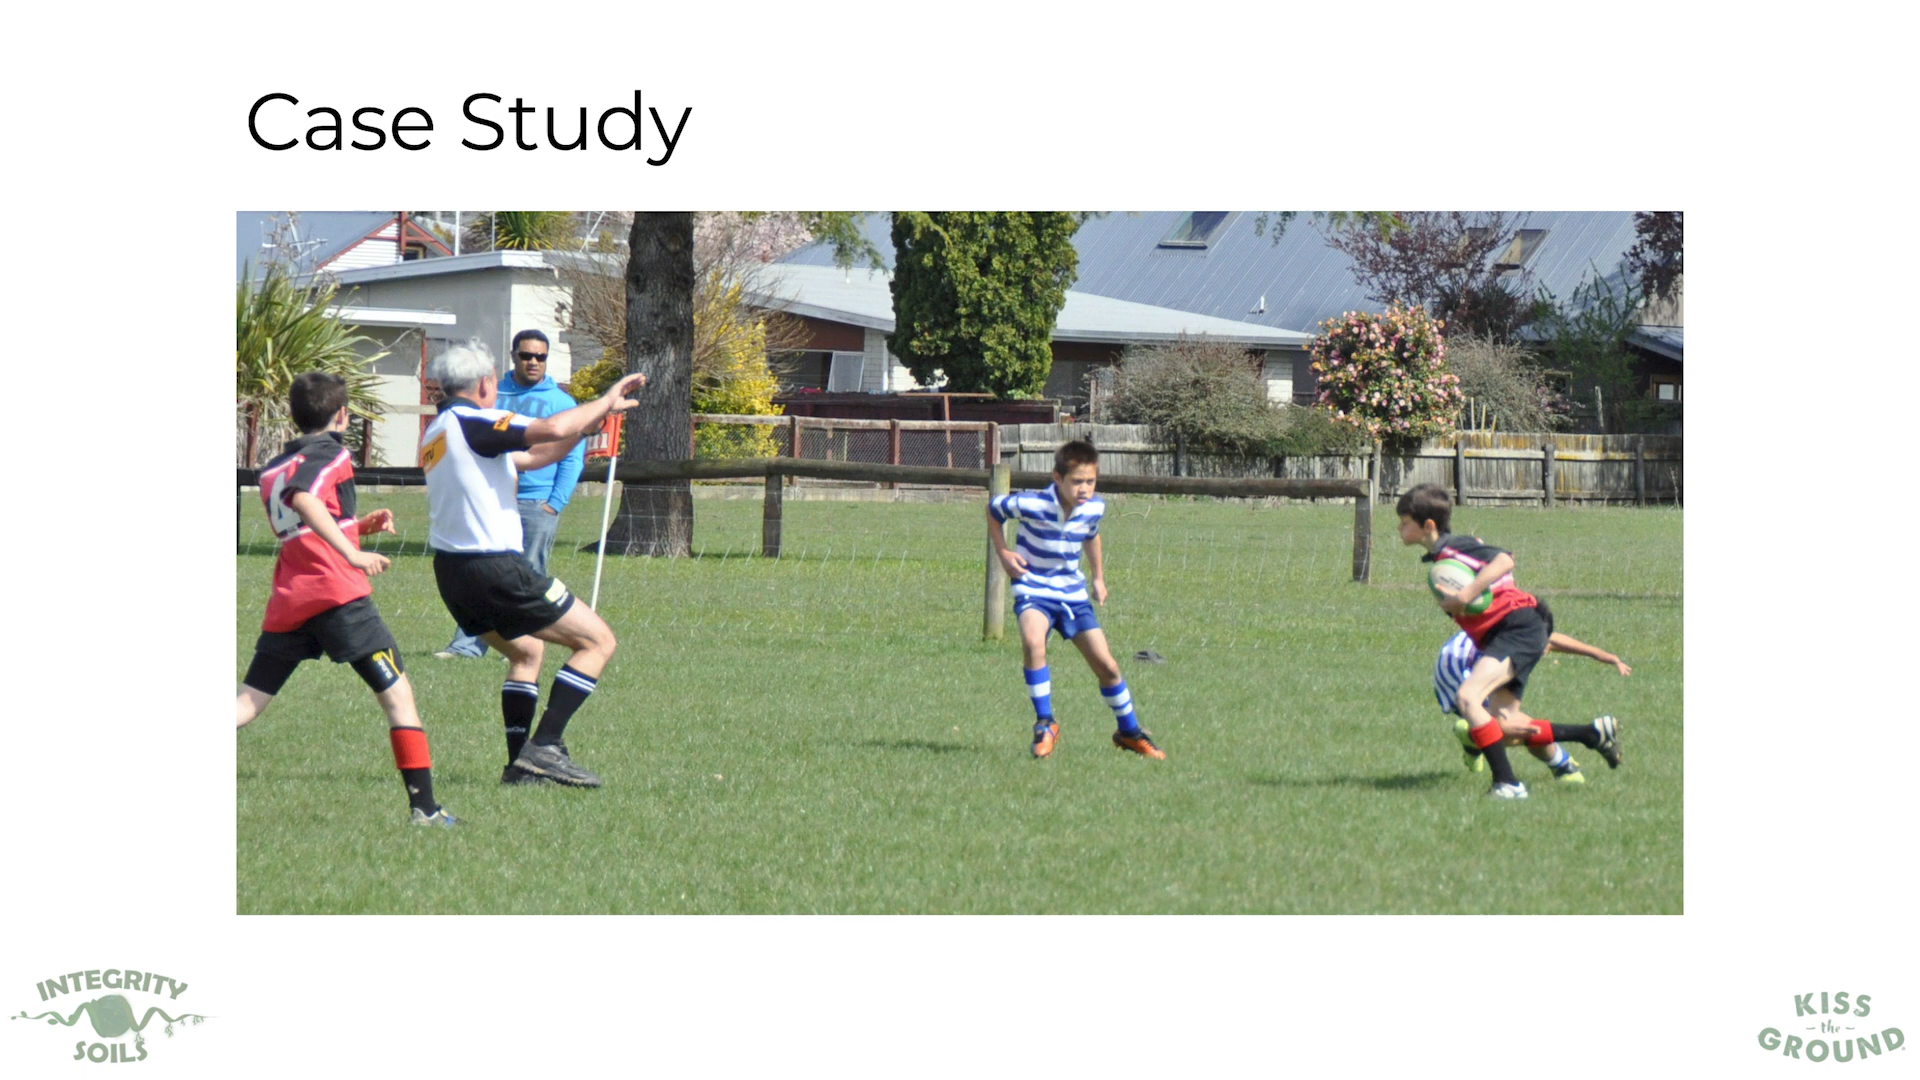 Case Study
INTEGRITY
SOILS
KISS
the
GROUND